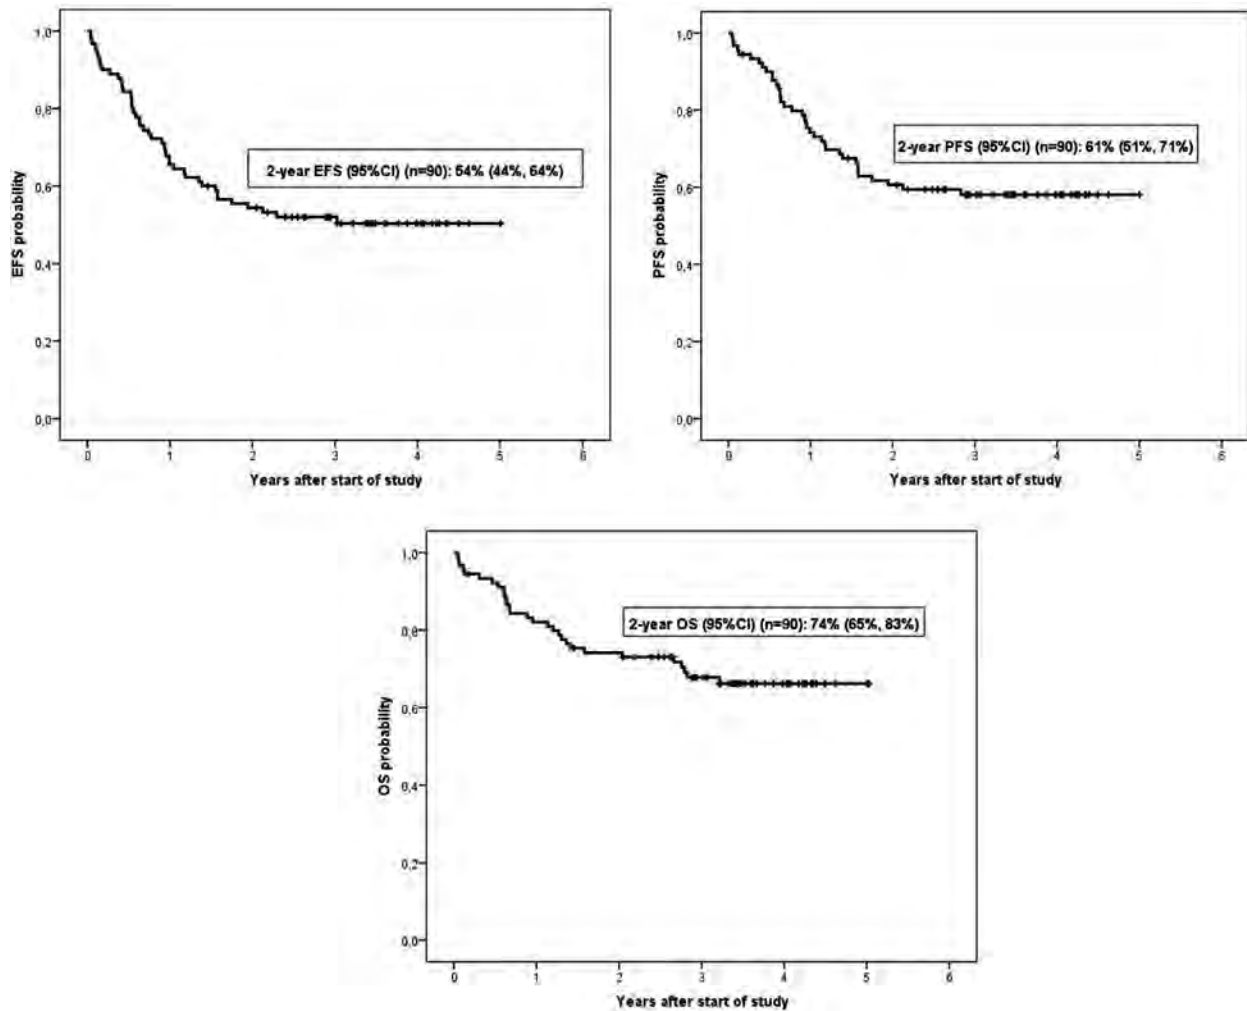 1,0
0,8
0,6
0,4
0,2
0,0
EFS probability
2-year EFS (95%CI) (n=90): 54% (44%, 64%)
0 1 2 3 4 5 6
Years after start of study
1,0
0,8
0,6
0,4
0,2
0,0
PFS probability
2-year PFS (95%CI) (n=90): 61% (51%, 71%)
0 1 2 3 4 5 6
Years after start of study
1,0
0,8
0,6
0,4
0,2
0,0
OS probability
2-year OS (95%CI) (n=90): 74% (65%, 83%)
0 1 2 3 4 5 6
Years after start of study